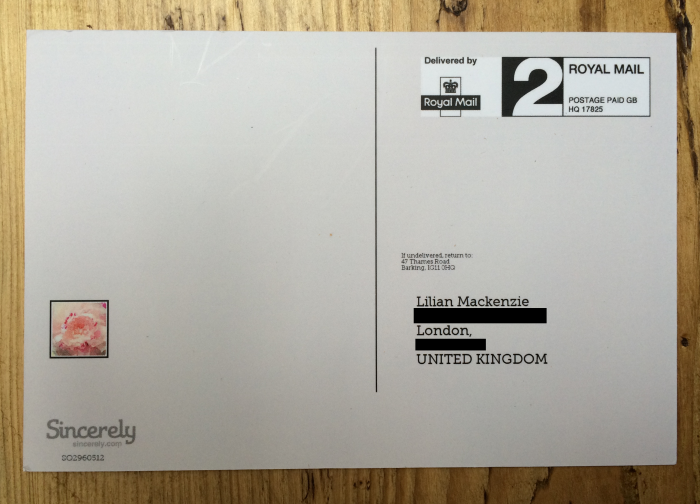 Delivered by
Royal Mail
2
ROYAL MAIL
POSTAGE PAID GB
HQ 17825
If undelivered, return to:
47 Thames Road
Barking, IG11 0HQ
Lilian Mackenzie
London,
UNITED KINGDOM
Sincerely
sincerely.com
SO2960512